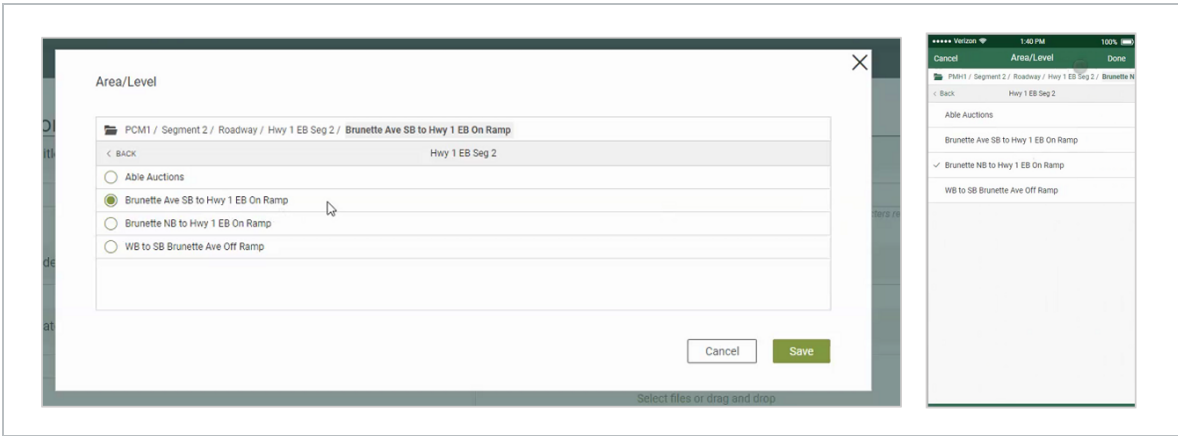 Area/Level
PCM1 / Segment 2 / Roadway / Hwy 1 EB Seg 2 / Brunette Ave SB to Hwy 1 EB On Ramp
< BACK Hwy 1 EB Seg 2
Able Auctions
Brunette Ave SB to Hwy 1 EB On Ramp
Brunette NB to Hwy 1 EB On Ramp
WB to SB Brunette Ave Off Ramp
Cancel Save
Select files or drag and drop
Verizon 1:40 PM 100%
Cancel Area/Level Done
PMH1 / Segment 2 / Roadway / Hwy 1 EB Seg 2 / Brunette N
< Back Hwy 1 EB Seg 2
Able Auctions
Brunette Ave SB to Hwy 1 EB On Ramp
Brunette NB to Hwy 1 EB On Ramp
WB to SB Brunette Ave Off Ramp